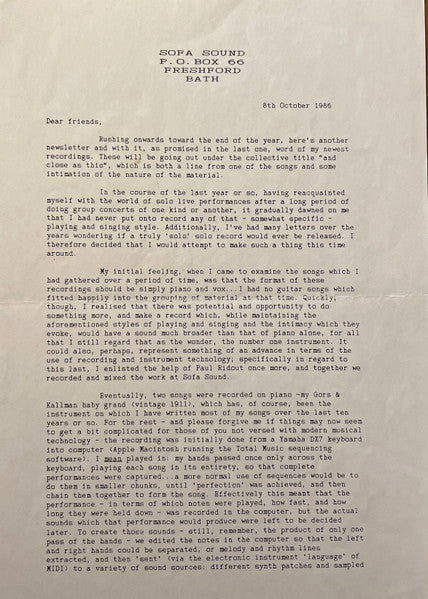 SOFA SOUND
P.O.BOX 66
FRESHFORD
BATH
8th October 1986
Dear friends,
Rushing onwards toward the end of the year, here's another
newsletter and with it, as promised in the last one, word of my newest
recordings. These will be going out under the collective title "and
close as this", which is both a line from one of the songs and some
intimation of the nature of the material.
In the course of the last year or so, having reacquainted
myself with the world of solo live performances after a long period of
doing group concerts of one kind or another, it gradually dawned on me
that I had never put onto record any of that - somewhat specific -
playing and singing style. Additionally, I've had many letters over the
years wondering if a truly 'solo' solo record would ever be released. I
therefore decided that I would attempt to make such a thing this time
around.
My initial feeling, when I came to examine the songs which I
had gathered over a period of time, was that the format of these
recordings should be simply piano and vox...I had no guitar songs which
fitted happily into the grouping of material at that time. Quickly,
though, I realised that there was potential and opportunity to do
something more, and make a record which, while maintaining the
aforementioned styles of playing and singing and the intimacy which they
evoke, would have a sound much broader than that of piano alone, for all
that I still regard that as the wonder, the number one instrument. It
could also, perhaps, represent something of an advance in terms of the
use of recording and instrument technology; specifically in regard to
this last, I enlisted the help of Paul Ridout once more, and together we
recorded and mixed the work at Sofa Sound.
Eventually, two songs were recorded on piano -my Gors &
Kallman baby grand (vintage 1911), which has, of course, been the
instrument on which I have written most of my songs over the last ten
years or so. For the rest - and please forgive me if things may now seem
to get a bit complicated for those of you not versed with modern musical
technology - the recording was initially done from a Yamaha DX7 keyboard
into computer (Apple Macintosh running the Total Music sequencing
software). I mean played in: my hands passed once only across the
keyboard, playing each song in its entirety, so that complete
performances were captured...a more normal use of sequences would be to
do them in smaller chunks, until 'perfection' was achieved, and then
chain them together to form the song. Effectively this meant that the
performance - in terms of which notes were played, how fast, and how
long they were held down - was recorded in the computer, but the actual
sounds which that performance would produce were left to be decided
later. To create those sounds - still, remember, the product of only one
pass of the hands - we edited the notes in the computer so that the left
and right hands could be separated, or melody and rhythm lines
extracted, and then 'sent' (via the electronic instrument 'language' of
MIDI) to a variety of sound sources: different synth patches and sampled